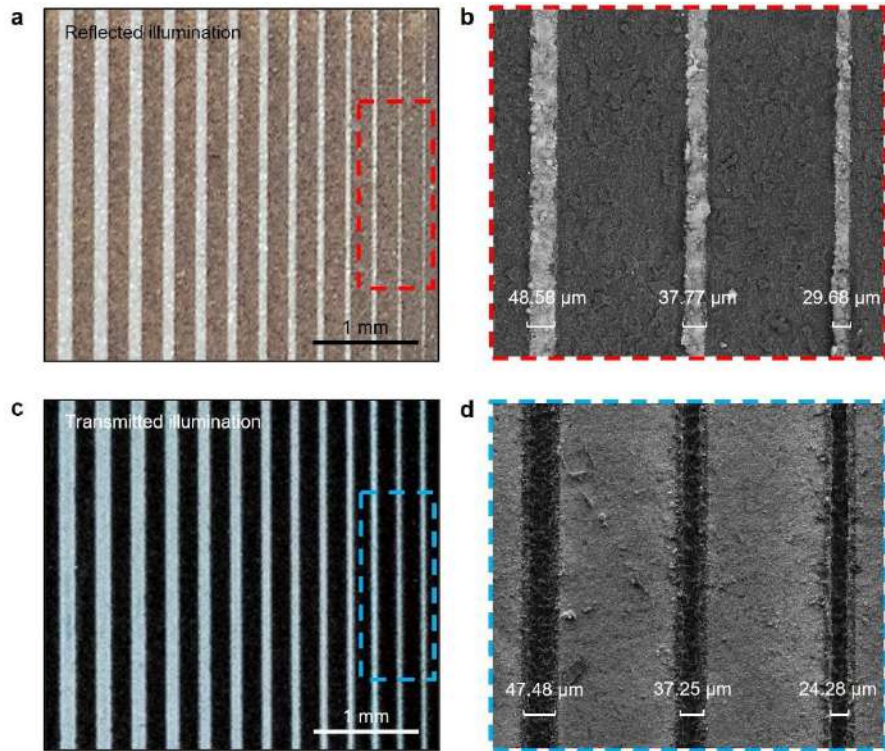 a
Reflected illumination
1 mm
b
48.58 µm
37.77 µm
29.68 µm
c
Transmitted illumination
1 mm
d
47.48 µm
37.25 µm
24.28 µm